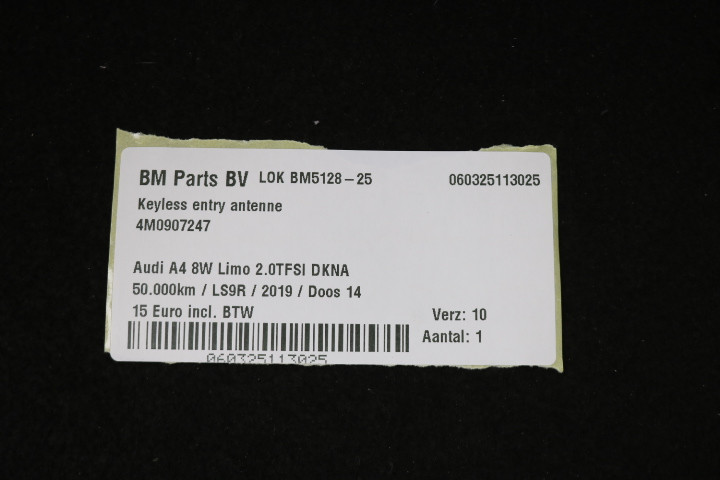 BM Parts BV LOK BM5128-25 060325113025
Keyless entry antenne
4M0907247
Audi A4 8W Limo 2.0TFSI DKNA
50.000km / LS9R / 2019 / Doos 14
15 Euro incl. BTW Verz: 10
Aantal: 1
060325113025